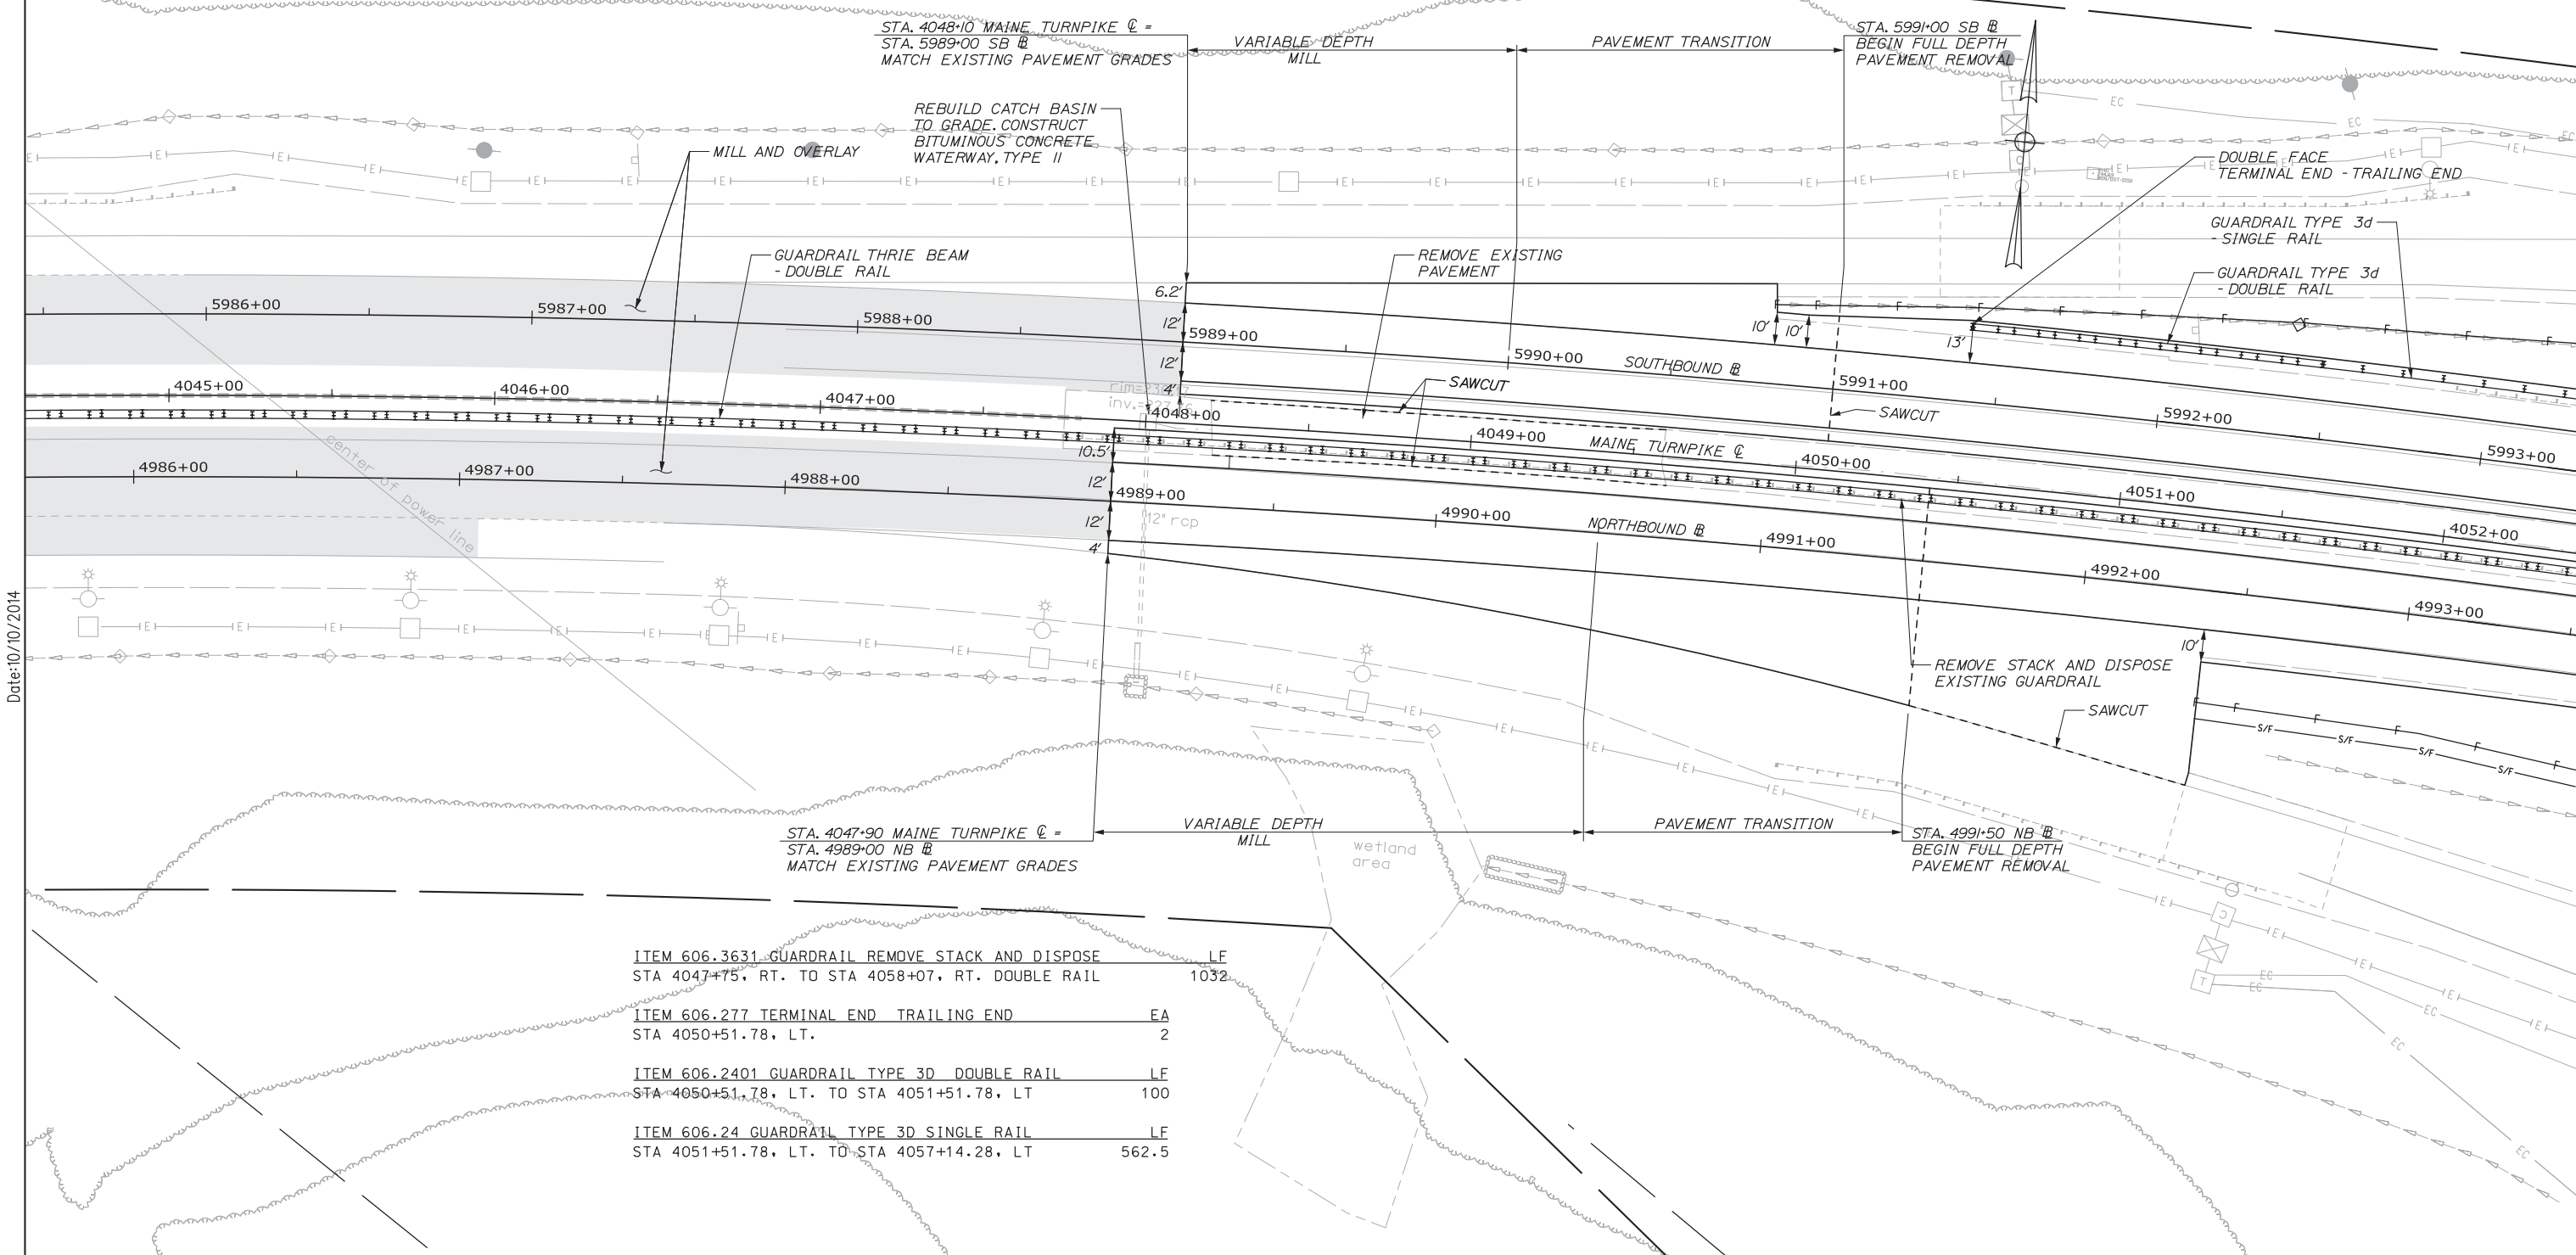 STA. 4048+10 MAINE TURNPIKE ℄ =
STA. 5989+00 SB ⅊
MATCH EXISTING PAVEMENT GRADES
VARIABLE DEPTH
MILL
PAVEMENT TRANSITION
STA. 5991+00 SB ⅊
BEGIN FULL DEPTH
PAVEMENT REMOVAL
REBUILD CATCH BASIN
TO GRADE. CONSTRUCT
BITUMINOUS CONCRETE
WATERWAY, TYPE II
MILL AND OVERLAY
DOUBLE FACE
TERMINAL END - TRAILING END
GUARDRAIL TYPE 3d
- SINGLE RAIL
GUARDRAIL TYPE 3d
- DOUBLE RAIL
GUARDRAIL THRIE BEAM
- DOUBLE RAIL
REMOVE EXISTING
PAVEMENT
6.2'
12'
12'
4'
10'
10'
13'
5986+00
5987+00
5988+00
5989+00
5990+00
SOUTHBOUND ⅊
5991+00
5992+00
5993+00
SAWCUT
SAWCUT
4045+00
4046+00
4047+00
4048+00
4049+00
MAINE TURNPIKE ℄
4050+00
4051+00
4052+00
center of power line
10.5'
12'
12'
4'
4986+00
4987+00
4988+00
4989+00
4990+00
NORTHBOUND ⅊
4991+00
4992+00
4993+00
12" rcp
10'
REMOVE STACK AND DISPOSE
EXISTING GUARDRAIL
SAWCUT
Date:10/10/2014
STA. 4047+90 MAINE TURNPIKE ℄ =
STA. 4989+00 NB ⅊
MATCH EXISTING PAVEMENT GRADES
VARIABLE DEPTH
MILL
PAVEMENT TRANSITION
STA. 4991+50 NB ⅊
BEGIN FULL DEPTH
PAVEMENT REMOVAL
wetland
area
ITEM 606.3631 GUARDRAIL REMOVE STACK AND DISPOSE LF
STA 4047+75, RT. TO STA 4058+07, RT. DOUBLE RAIL 1032
ITEM 606.277 TERMINAL END TRAILING END EA
STA 4050+51.78, LT. 2
ITEM 606.2401 GUARDRAIL TYPE 3D DOUBLE RAIL LF
STA 4050+51.78, LT. TO STA 4051+51.78, LT 100
ITEM 606.24 GUARDRAIL TYPE 3D SINGLE RAIL LF
STA 4051+51.78, LT. TO STA 4057+14.28, LT 562.5